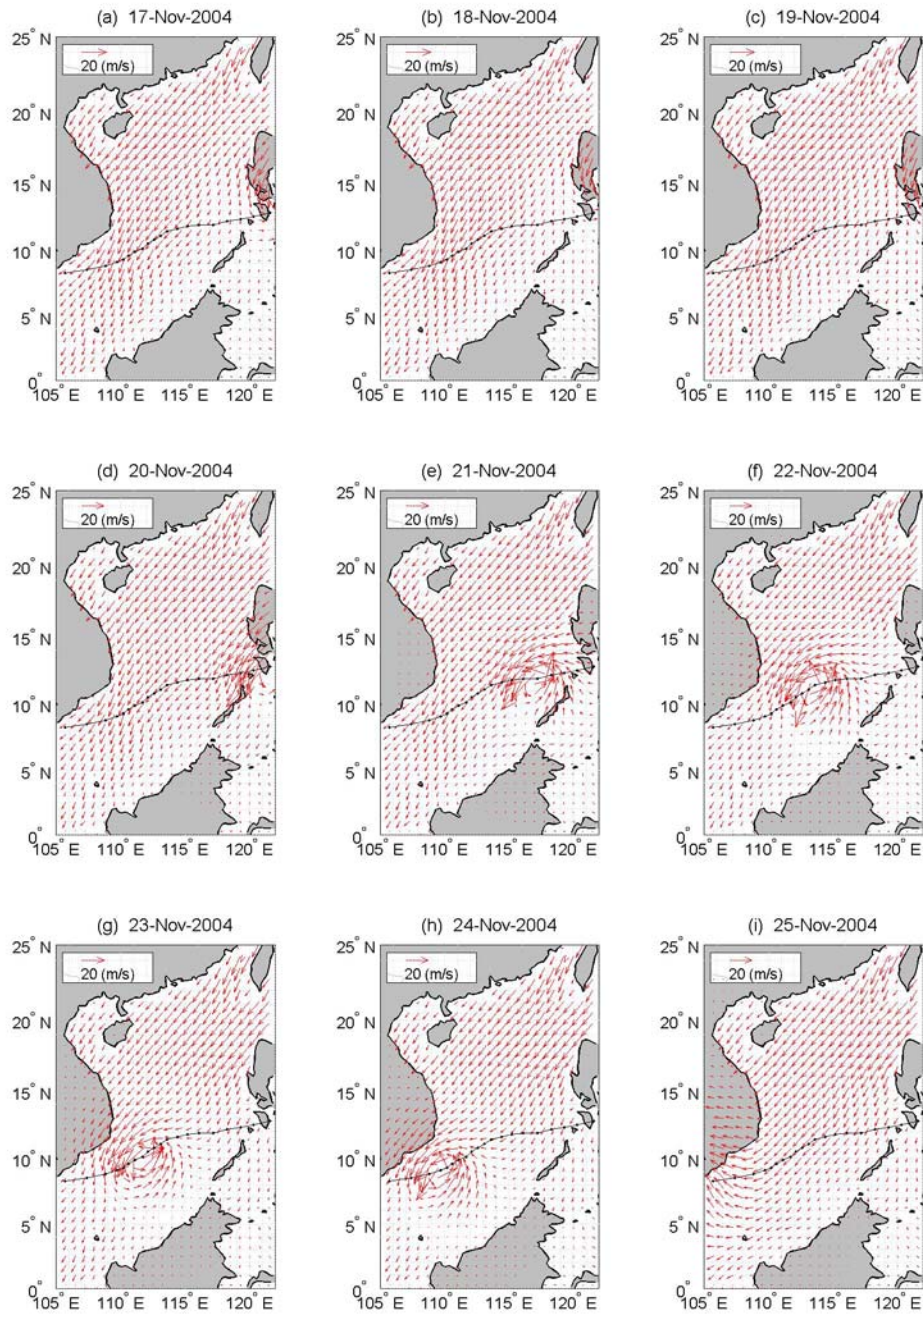 (a) 17-Nov-2004 (b) 18-Nov-2004 (c) 19-Nov-2004
25° N 25° N 25° N
20 (m/s) 20 (m/s) 20 (m/s)
20° N 20° N 20° N
15° N 15° N 15° N
10° N 10° N 10° N
5° N 5° N 5° N
0° 0° 0°
105° E 110° E 115° E 120° E 105° E 110° E 115° E 120° E 105° E 110° E 115° E 120° E
(d) 20-Nov-2004 (e) 21-Nov-2004 (f) 22-Nov-2004
25° N 25° N 25° N
20 (m/s) 20 (m/s) 20 (m/s)
20° N 20° N 20° N
15° N 15° N 15° N
10° N 10° N 10° N
5° N 5° N 5° N
0° 0° 0°
105° E 110° E 115° E 120° E 105° E 110° E 115° E 120° E 105° E 110° E 115° E 120° E
(g) 23-Nov-2004 (h) 24-Nov-2004 (i) 25-Nov-2004
25° N 25° N 25° N
20 (m/s) 20 (m/s) 20 (m/s)
20° N 20° N 20° N
15° N 15° N 15° N
10° N 10° N 10° N
5° N 5° N 5° N
0° 0° 0°
105° E 110° E 115° E 120° E 105° E 110° E 115° E 120° E 105° E 110° E 115° E 120° E